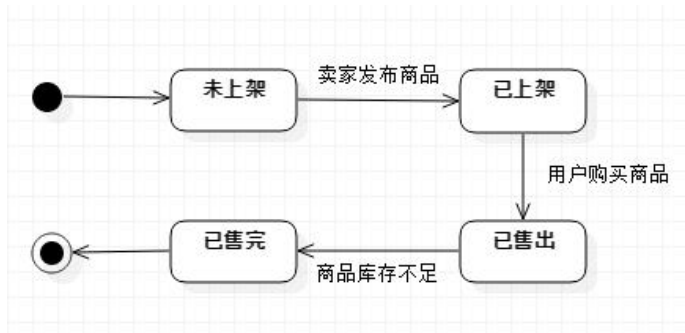 未上架
卖家发布商品
已上架
用户购买商品
已售完
商品库存不足
已售出